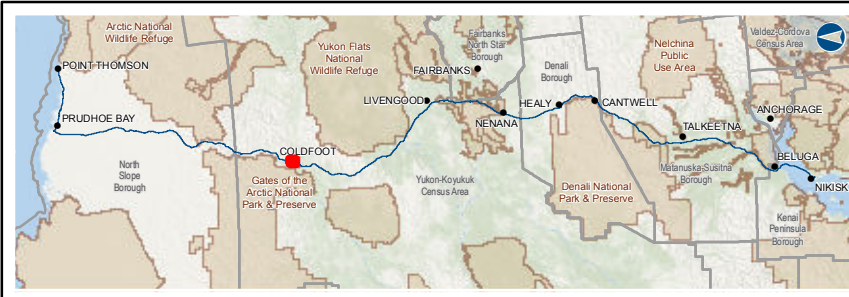 Arctic National
Wildlife Refuge
POINT THOMSON
PRUDHOE BAY
North
Slope
Borough
COLDFOOT
Gates of the
Arctic National
Park & Preserve
Yukon Flats
National
Wildlife Refuge
LIVENGOOD
FAIRBANKS
Fairbanks
North Star
Borough
NENANA
Yukon-Koyukuk
Census Area
Denali
Borough
HEALY
CANTWELL
Denali National
Park & Preserve
Nelchina
Public
Use Area
TALKEETNA
Matanuska-Susitna
Borough
Valdez-Cordova
Census Area
ANCHORAGE
BELUGA
NIKISK
Kenai
Peninsula
Borough